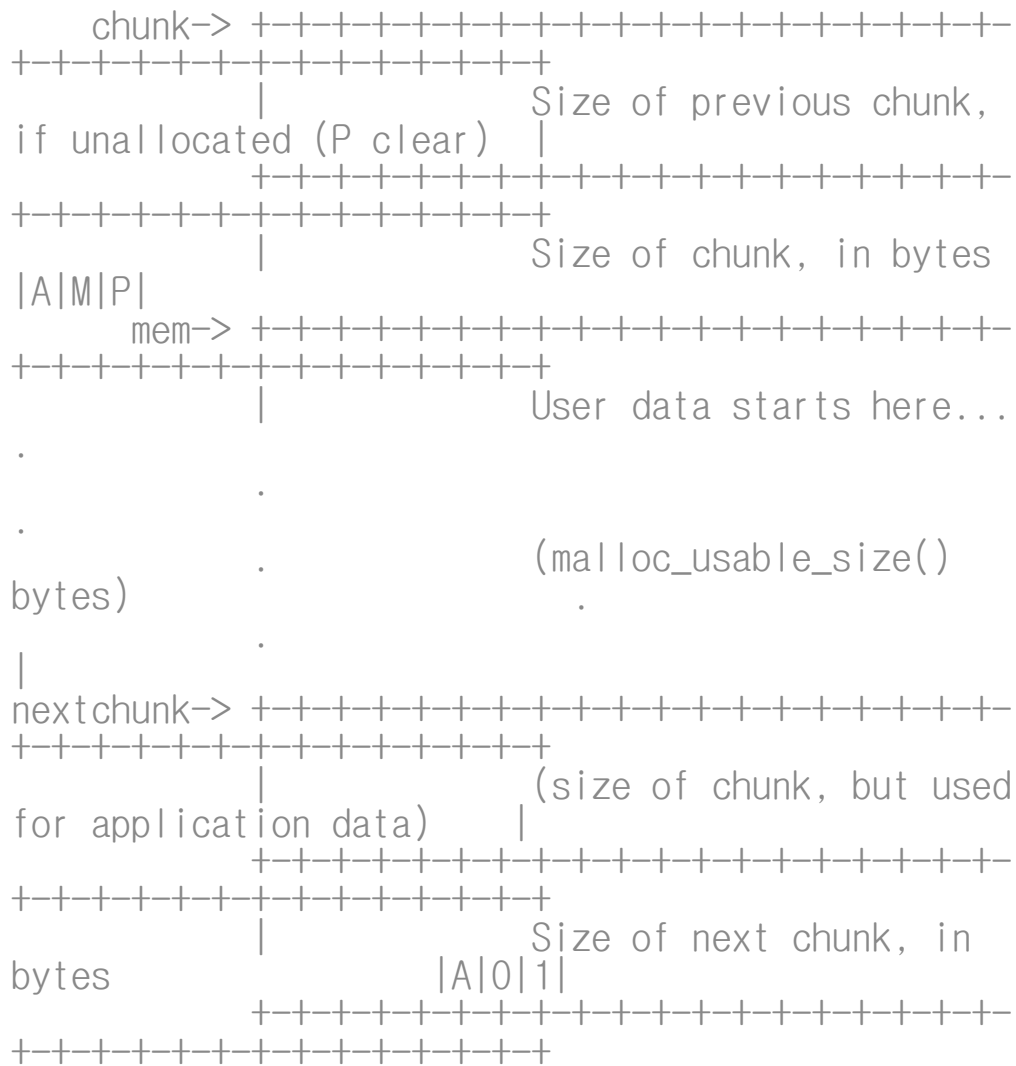 chunk-> +-+-+-+-+-+-+-+-+-+-+-+-+-+-+-+-+-+-+-
+-+-+-+-+-+-+-+-+-+-+-+-+-+
            |             Size of previous chunk,
if unallocated (P clear)  |
            +-+-+-+-+-+-+-+-+-+-+-+-+-+-+-+-+-+-+-
+-+-+-+-+-+-+-+-+-+-+-+-+-+
            |             Size of chunk, in bytes
|A|M|P|
      mem-> +-+-+-+-+-+-+-+-+-+-+-+-+-+-+-+-+-+-+-
+-+-+-+-+-+-+-+-+-+-+-+-+-+
            |             User data starts here...
.
            .
.
            .             (malloc_usable_size()
bytes)                      .
            .
|
nextchunk-> +-+-+-+-+-+-+-+-+-+-+-+-+-+-+-+-+-+-+-
+-+-+-+-+-+-+-+-+-+-+-+-+-+
            |             (size of chunk, but used
for application data)    |
            +-+-+-+-+-+-+-+-+-+-+-+-+-+-+-+-+-+-+-
+-+-+-+-+-+-+-+-+-+-+-+-+-+
            |             Size of next chunk, in
bytes                |A|0|1|
            +-+-+-+-+-+-+-+-+-+-+-+-+-+-+-+-+-+-+-
+-+-+-+-+-+-+-+-+-+-+-+-+-+